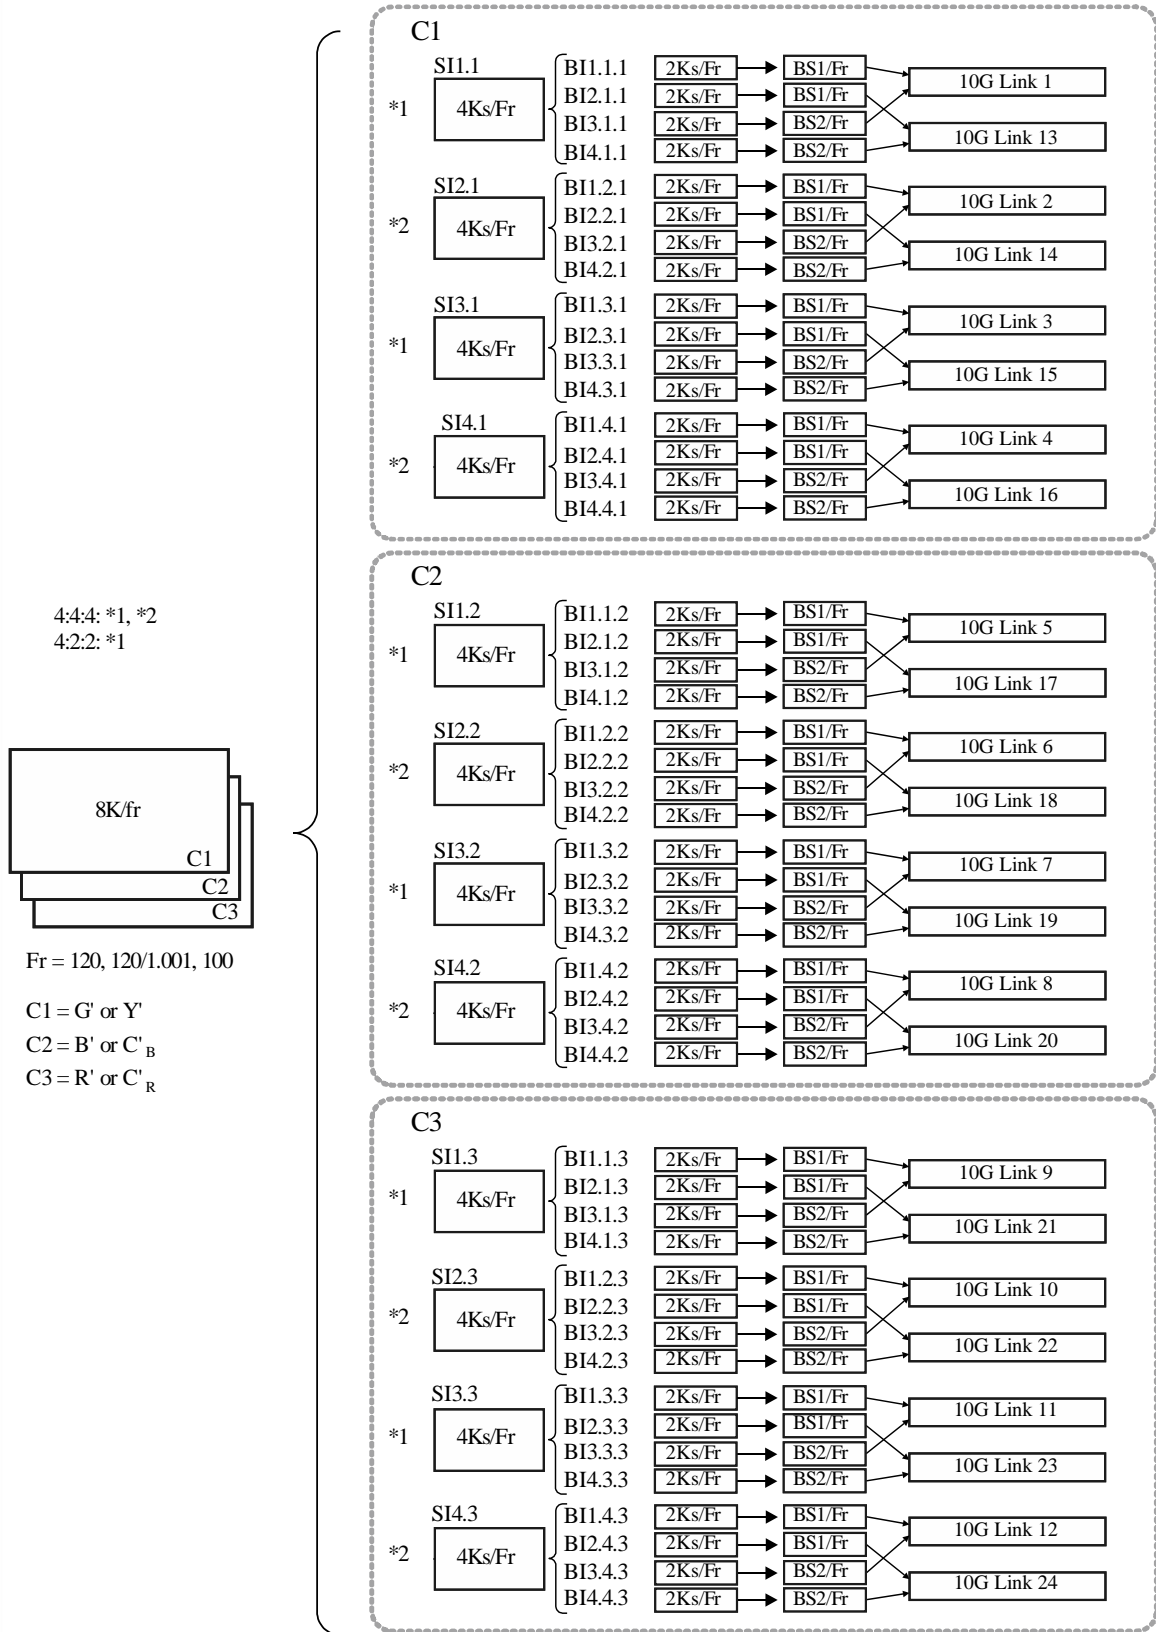 4:4:4: *1, *2
4:2:2: *1
8K/fr
C1
C2
C3
Fr = 120, 120/1.001, 100
C1 = G' or Y'
C2 = B' or C'B
C3 = R' or C'R
C1
SI1.1
*1
4Ks/Fr
BI1.1.1 2Ks/Fr BS1/Fr
BI2.1.1 2Ks/Fr BS1/Fr
BI3.1.1 2Ks/Fr BS2/Fr
BI4.1.1 2Ks/Fr BS2/Fr
10G Link 1
10G Link 13
SI2.1
*2
4Ks/Fr
BI1.2.1 2Ks/Fr BS1/Fr
BI2.2.1 2Ks/Fr BS1/Fr
BI3.2.1 2Ks/Fr BS2/Fr
BI4.2.1 2Ks/Fr BS2/Fr
10G Link 2
10G Link 14
SI3.1
*1
4Ks/Fr
BI1.3.1 2Ks/Fr BS1/Fr
BI2.3.1 2Ks/Fr BS1/Fr
BI3.3.1 2Ks/Fr BS2/Fr
BI4.3.1 2Ks/Fr BS2/Fr
10G Link 3
10G Link 15
SI4.1
*2
4Ks/Fr
BI1.4.1 2Ks/Fr BS1/Fr
BI2.4.1 2Ks/Fr BS1/Fr
BI3.4.1 2Ks/Fr BS2/Fr
BI4.4.1 2Ks/Fr BS2/Fr
10G Link 4
10G Link 16
C2
SI1.2
*1
4Ks/Fr
BI1.1.2 2Ks/Fr BS1/Fr
BI2.1.2 2Ks/Fr BS1/Fr
BI3.1.2 2Ks/Fr BS2/Fr
BI4.1.2 2Ks/Fr BS2/Fr
10G Link 5
10G Link 17
SI2.2
*2
4Ks/Fr
BI1.2.2 2Ks/Fr BS1/Fr
BI2.2.2 2Ks/Fr BS1/Fr
BI3.2.2 2Ks/Fr BS2/Fr
BI4.2.2 2Ks/Fr BS2/Fr
10G Link 6
10G Link 18
SI3.2
*1
4Ks/Fr
BI1.3.2 2Ks/Fr BS1/Fr
BI2.3.2 2Ks/Fr BS1/Fr
BI3.3.2 2Ks/Fr BS2/Fr
BI4.3.2 2Ks/Fr BS2/Fr
10G Link 7
10G Link 19
SI4.2
*2
4Ks/Fr
BI1.4.2 2Ks/Fr BS1/Fr
BI2.4.2 2Ks/Fr BS1/Fr
BI3.4.2 2Ks/Fr BS2/Fr
BI4.4.2 2Ks/Fr BS2/Fr
10G Link 8
10G Link 20
C3
SI1.3
*1
4Ks/Fr
BI1.1.3 2Ks/Fr BS1/Fr
BI2.1.3 2Ks/Fr BS1/Fr
BI3.1.3 2Ks/Fr BS2/Fr
BI4.1.3 2Ks/Fr BS2/Fr
10G Link 9
10G Link 21
SI2.3
*2
4Ks/Fr
BI1.2.3 2Ks/Fr BS1/Fr
BI2.2.3 2Ks/Fr BS1/Fr
BI3.2.3 2Ks/Fr BS2/Fr
BI4.2.3 2Ks/Fr BS2/Fr
10G Link 10
10G Link 22
SI3.3
*1
4Ks/Fr
BI1.3.3 2Ks/Fr BS1/Fr
BI2.3.3 2Ks/Fr BS1/Fr
BI3.3.3 2Ks/Fr BS2/Fr
BI4.3.3 2Ks/Fr BS2/Fr
10G Link 11
10G Link 23
SI4.3
*2
4Ks/Fr
BI1.4.3 2Ks/Fr BS1/Fr
BI2.4.3 2Ks/Fr BS1/Fr
BI3.4.3 2Ks/Fr BS2/Fr
BI4.4.3 2Ks/Fr BS2/Fr
10G Link 12
10G Link 24